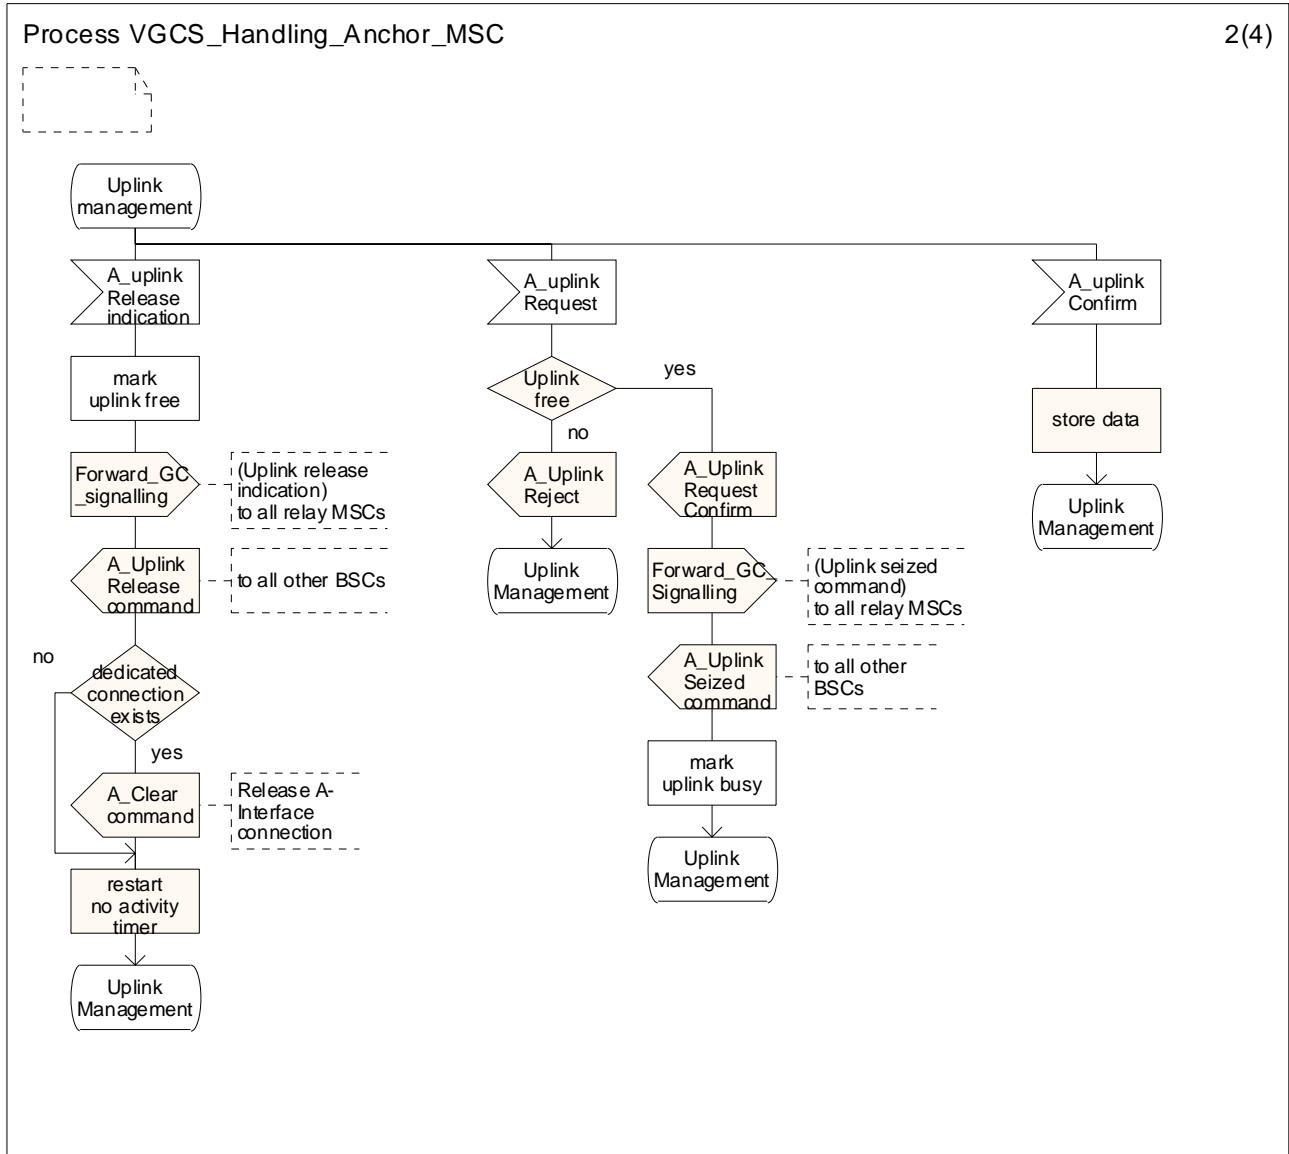 Process VGCS_Handling_Anchor_MSC
2(4)
Uplink
management
A_uplink
Release
indication
mark
uplink free
Forward_GC
_signalling
(Uplink release
indication)
to all relay MSCs
A_Uplink
Release
command
to all other BSCs
no
dedicated
connection
exists
yes
A_Clear
command
Release A-
Interface
connection
restart
no activity
timer
Uplink
Management
A_uplink
Request
Uplink
free
yes
no
A_Uplink
Reject
Uplink
Management
A_Uplink
Request
Confirm
Forward_GC_
Signalling
(Uplink seized
command)
to all relay MSCs
A_Uplink
Seized
command
to all other
BSCs
mark
uplink busy
Uplink
Management
A_uplink
Confirm
store data
Uplink
Management